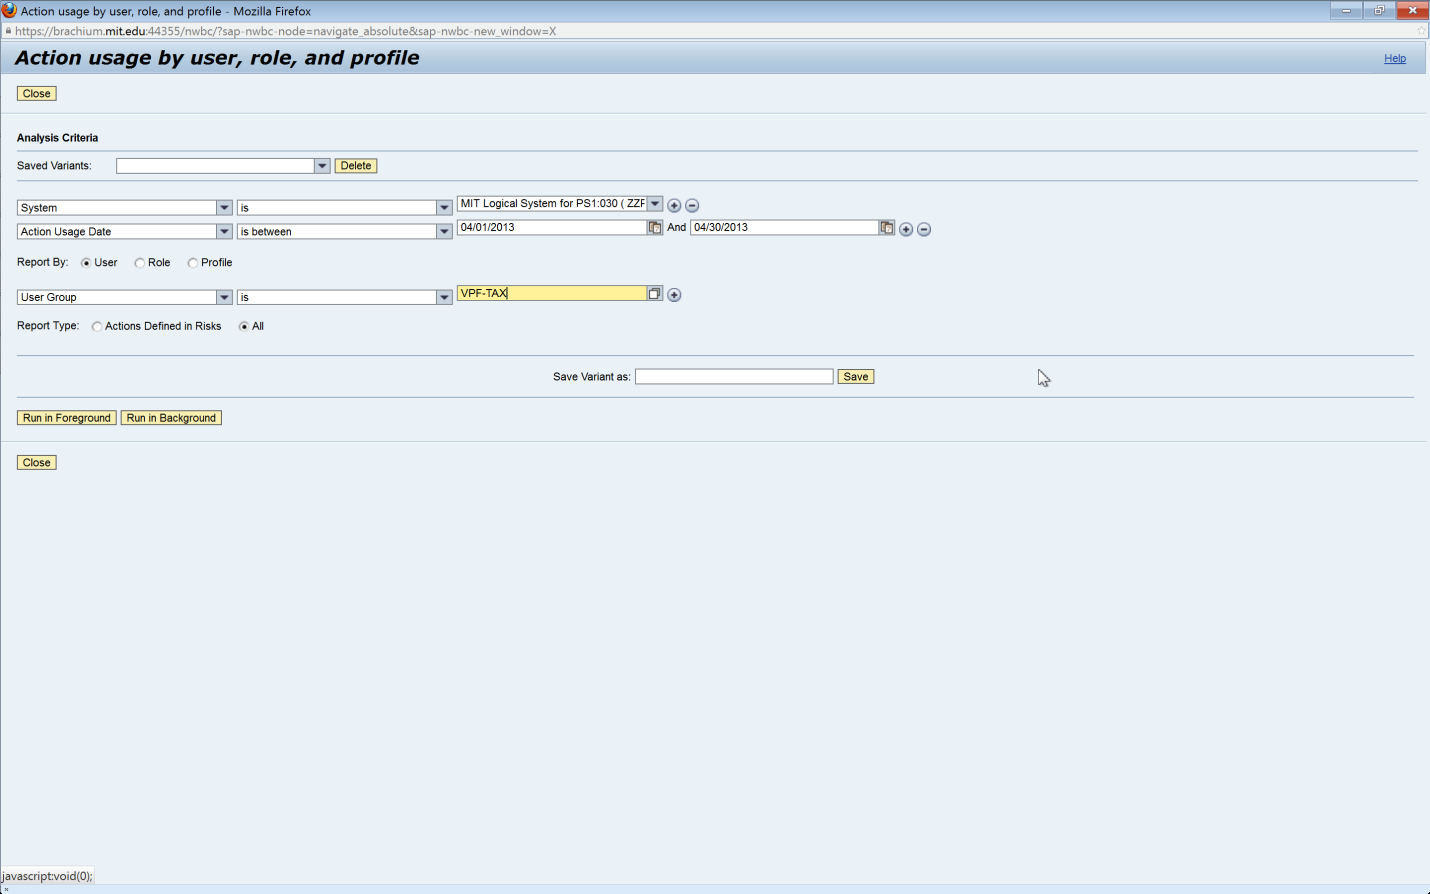 Action usage by user, role, and profile - Mozilla Firefox
https://brachium.mit.edu:44355/nwbc/?sap-nwbc-node=navigate_absolute&sap-nwbc-new_window=X
Action usage by user, role, and profile Help
Close
Analysis Criteria
Saved Variants: Delete
System is MIT Logical System for PS1:030 ( ZZF
Action Usage Date is between 04/01/2013 And 04/30/2013
Report By: User Role Profile
User Group is VPF-TAX
Report Type: Actions Defined in Risks All
Save Variant as: Save
Run in Foreground Run in Background
Close
javascript:void(0);